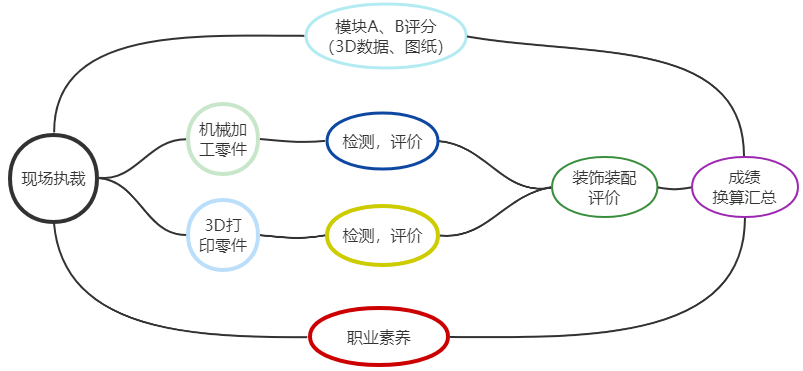 模块A、B评分
（3D数据、图纸）
机械加
工零件
检测，评价
现场执裁
装饰装配
评价
成绩
换算汇总
3D打
印零件
检测，评价
职业素养